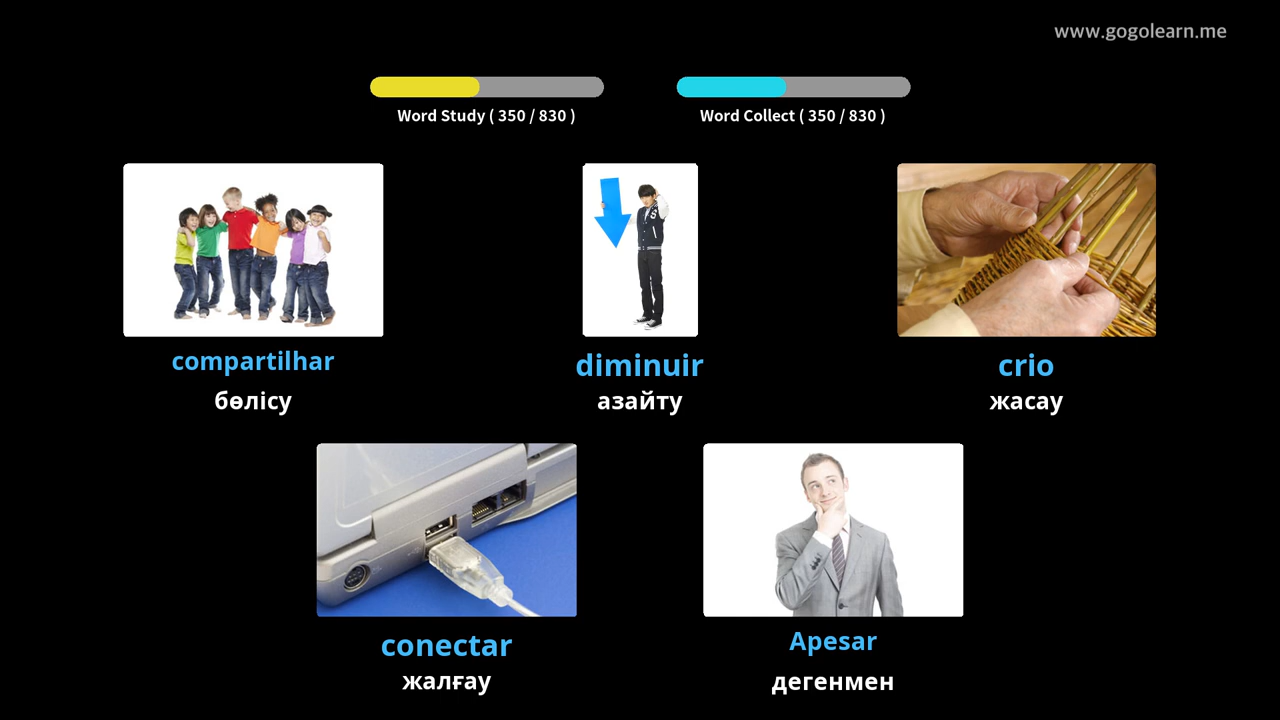 www.gogolearn.me
Word Study ( 350 / 830 )
Word Collect ( 350 / 830 )
compartilhar
бөлісу
diminuir
азайту
crio
жасау
conectar
жалғау
Apesar
дегенмен